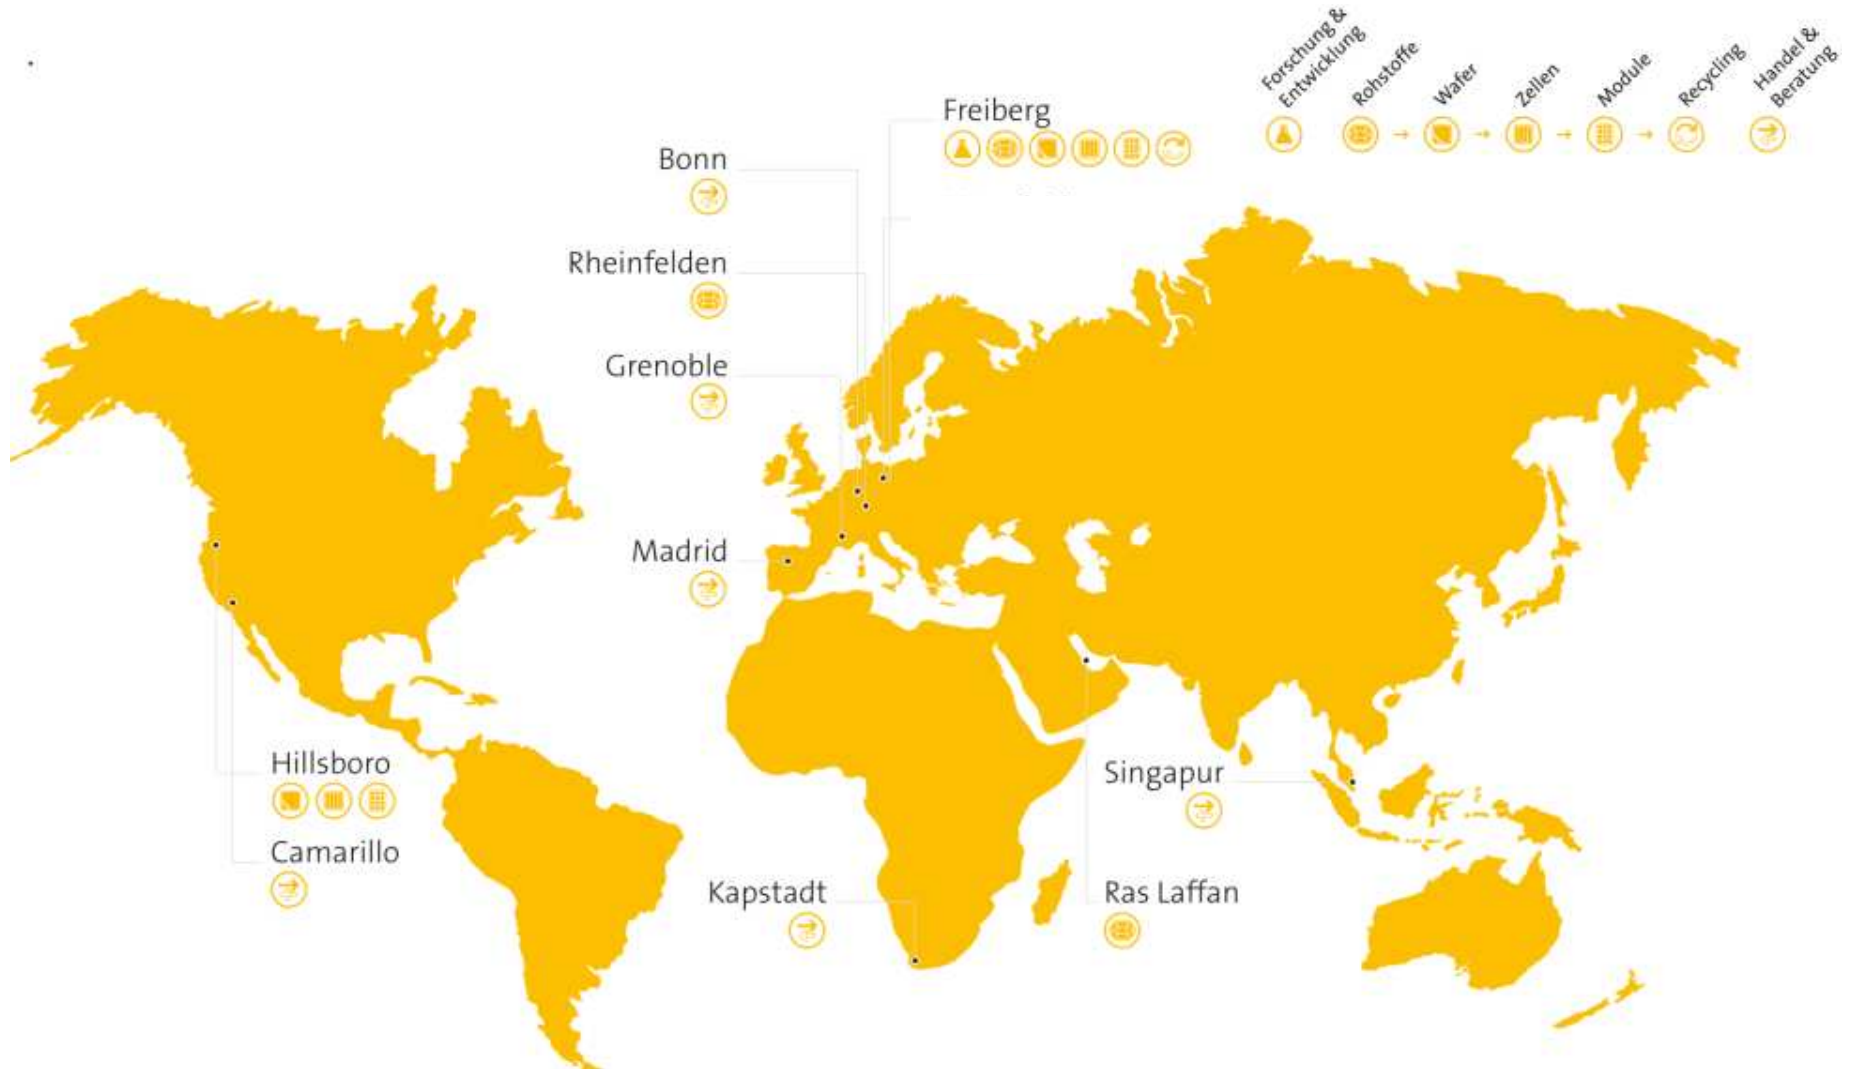 Forschung &
Entwicklung
Rohstoffe
Wafer
Zellen
Module
Recycling
Handel &
Beratung
Freiberg
Bonn
Rheinfelden
Grenoble
Madrid
Hillsboro
Camarillo
Singapur
Kapstadt
Ras Laffan